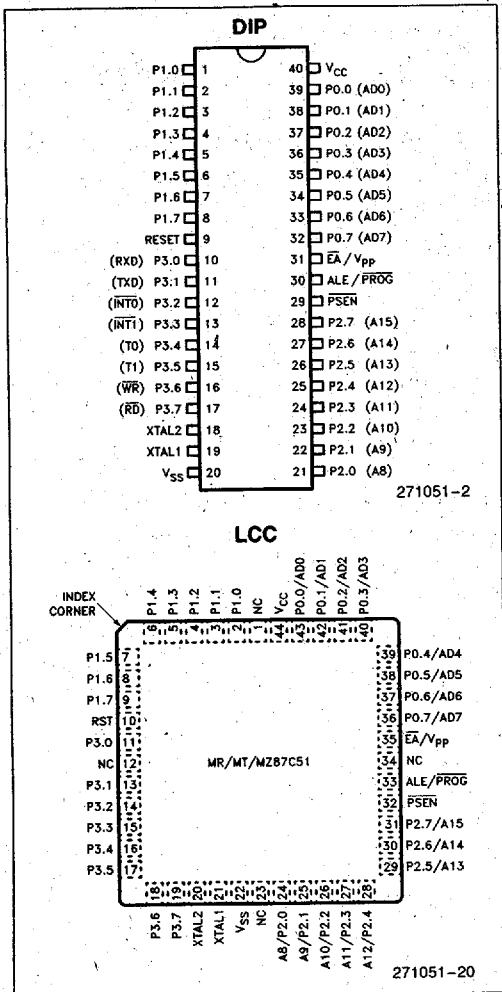 DIP
P1.0 1 40 VCC
P1.1 2 39 P0.0 (AD0)
P1.2 3 38 P0.1 (AD1)
P1.3 4 37 P0.2 (AD2)
P1.4 5 36 P0.3 (AD3)
P1.5 6 35 P0.4 (AD4)
P1.6 7 34 P0.5 (AD5)
P1.7 8 33 P0.6 (AD6)
RESET 9 32 P0.7 (AD7)
(RXD) P3.0 10 31 E̅A̅/VPP
(TXD) P3.1 11 30 ALE/P̅R̅O̅G̅
(I̅N̅T̅0̅) P3.2 12 29 P̅S̅E̅N̅
(I̅N̅T̅1̅) P3.3 13 28 P2.7 (A15)
(T0) P3.4 14 27 P2.6 (A14)
(T1) P3.5 15 26 P2.5 (A13)
(W̅R̅) P3.6 16 25 P2.4 (A12)
(R̅D̅) P3.7 17 24 P2.3 (A11)
XTAL2 18 23 P2.2 (A10)
XTAL1 19 22 P2.1 (A9)
VSS 20 21 P2.0 (A8)
271051-2
LCC
INDEX
CORNER
P1.4 P1.3 P1.2 P1.1 P1.0 NC VCC P0.0/AD0 P0.1/AD1 P0.2/AD2 P0.3/AD3
6 5 4 3 2 1 44 43 42 41 40
P1.5 7 39 P0.4/AD4
P1.6 8 38 P0.5/AD5
P1.7 9 37 P0.6/AD6
RST 10 36 P0.7/AD7
P3.0 11 35 E̅A̅/VPP
NC 12 34 NC
MR/MT/MZ87C51
P3.1 13 33 ALE/P̅R̅O̅G̅
P3.2 14 32 P̅S̅E̅N̅
P3.3 15 31 P2.7/A15
P3.4 16 30 P2.6/A14
P3.5 17 29 P2.5/A13
18 19 20 21 22 23 24 25 26 27 28
P3.6 P3.7 XTAL2 XTAL1 VSS NC A8/P2.0 A9/P2.1 A10/P2.2 A11/P2.3 A12/P2.4
271051-20